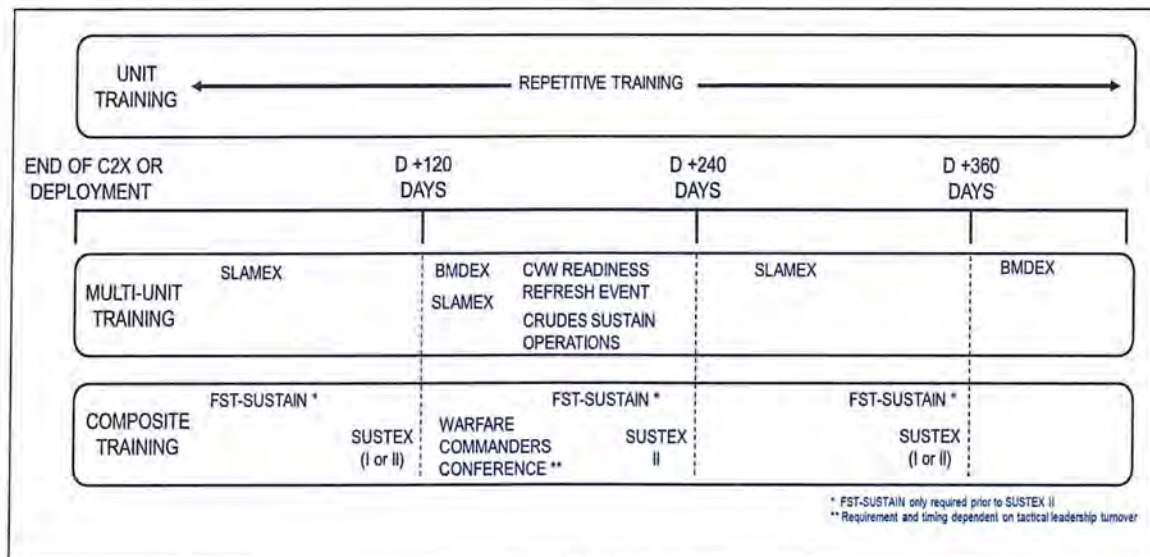 UNIT
TRAINING
REPETITIVE TRAINING
END OF C2X OR
DEPLOYMENT
D +120
DAYS
D +240
DAYS
D +360
DAYS
MULTI-UNIT
TRAINING
SLAMEX
BMDEX
SLAMEX
CVW READINESS
REFRESH EVENT
CRUDES SUSTAIN
OPERATIONS
SLAMEX
BMDEX
COMPOSITE
TRAINING
FST-SUSTAIN *
SUSTEX
(I or II)
WARFARE
COMMANDERS
CONFERENCE **
FST-SUSTAIN *
SUSTEX
II
FST-SUSTAIN *
SUSTEX
(I or II)
* FST-SUSTAIN only required prior to SUSTEX II
** Requirement and timing dependent on tactical leadership turnover